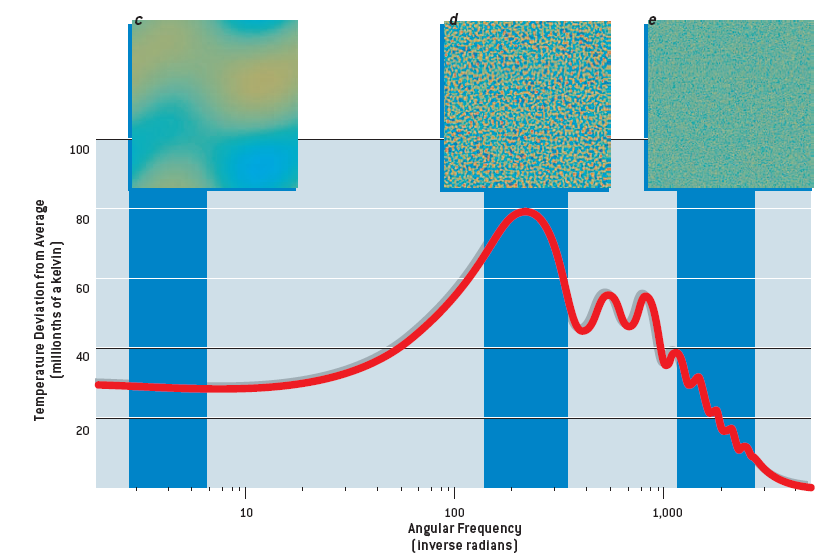 c d e
100
80
60
40
20
Temperature Deviation from Average
(millionths of a kelvin)
10 100 1,000
Angular Frequency
(inverse radians)